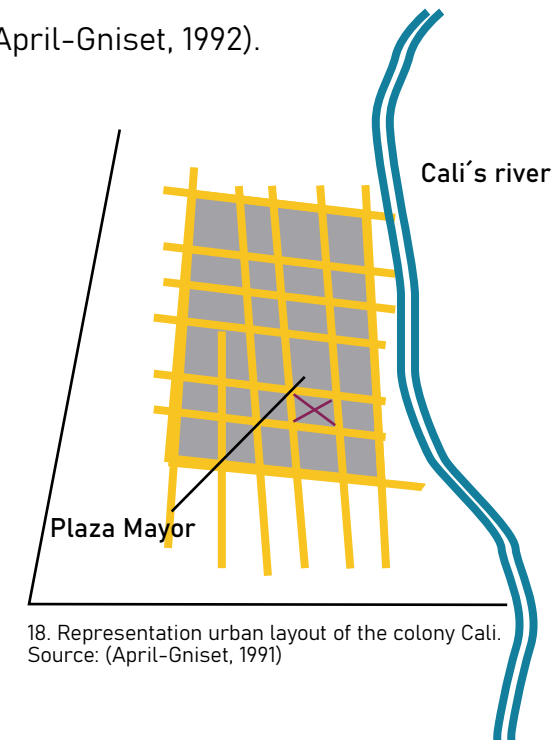 April-Gniset, 1992).
Cali´s river
Plaza Mayor
18. Representation urban layout of the colony Cali.
Source: (April-Gniset, 1991)